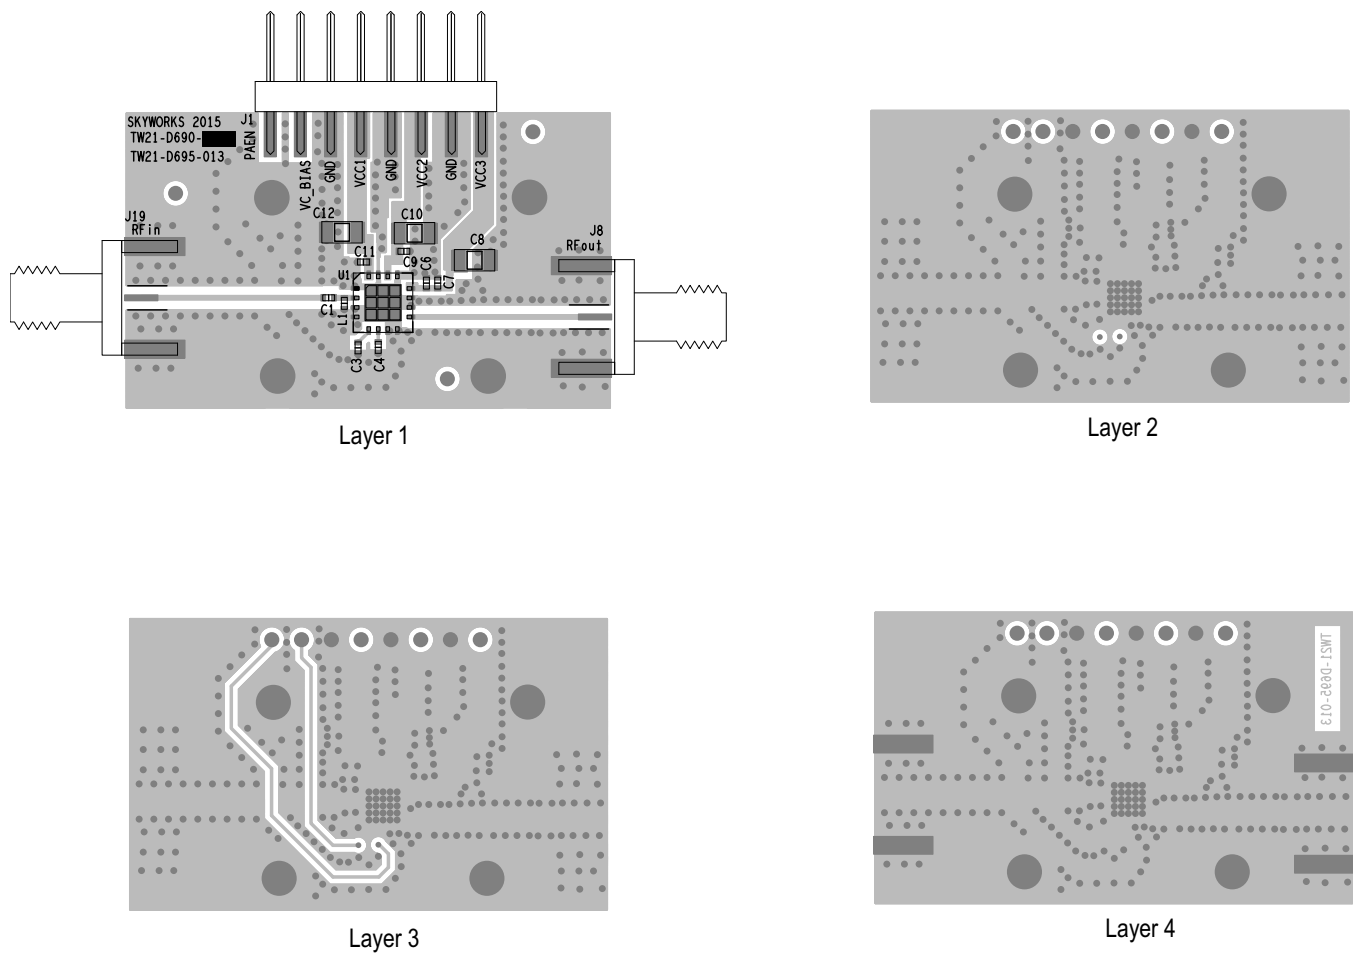 SKYWORKS 2015
TW21-D690-
TW21-D695-013
J1
PAEN
VC_BIAS
GND
VCC1
GND
VCC2
GND
VCC3
J19
RFin
C12
C10
C8
J8
RFout
C11
C9
C6
C7
U1
C1
L1
C3
C4
Layer 1
Layer 2
Layer 3
TW21-D695-013
Layer 4